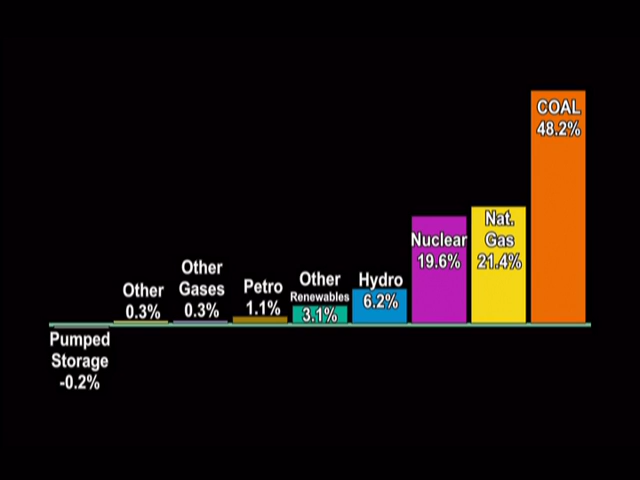 Pumped
Storage
-0.2%
Other
0.3%
Other
Gases
0.3%
Petro
1.1%
Other
Renewables
3.1%
Hydro
6.2%
Nuclear
19.6%
Nat.
Gas
21.4%
COAL
48.2%